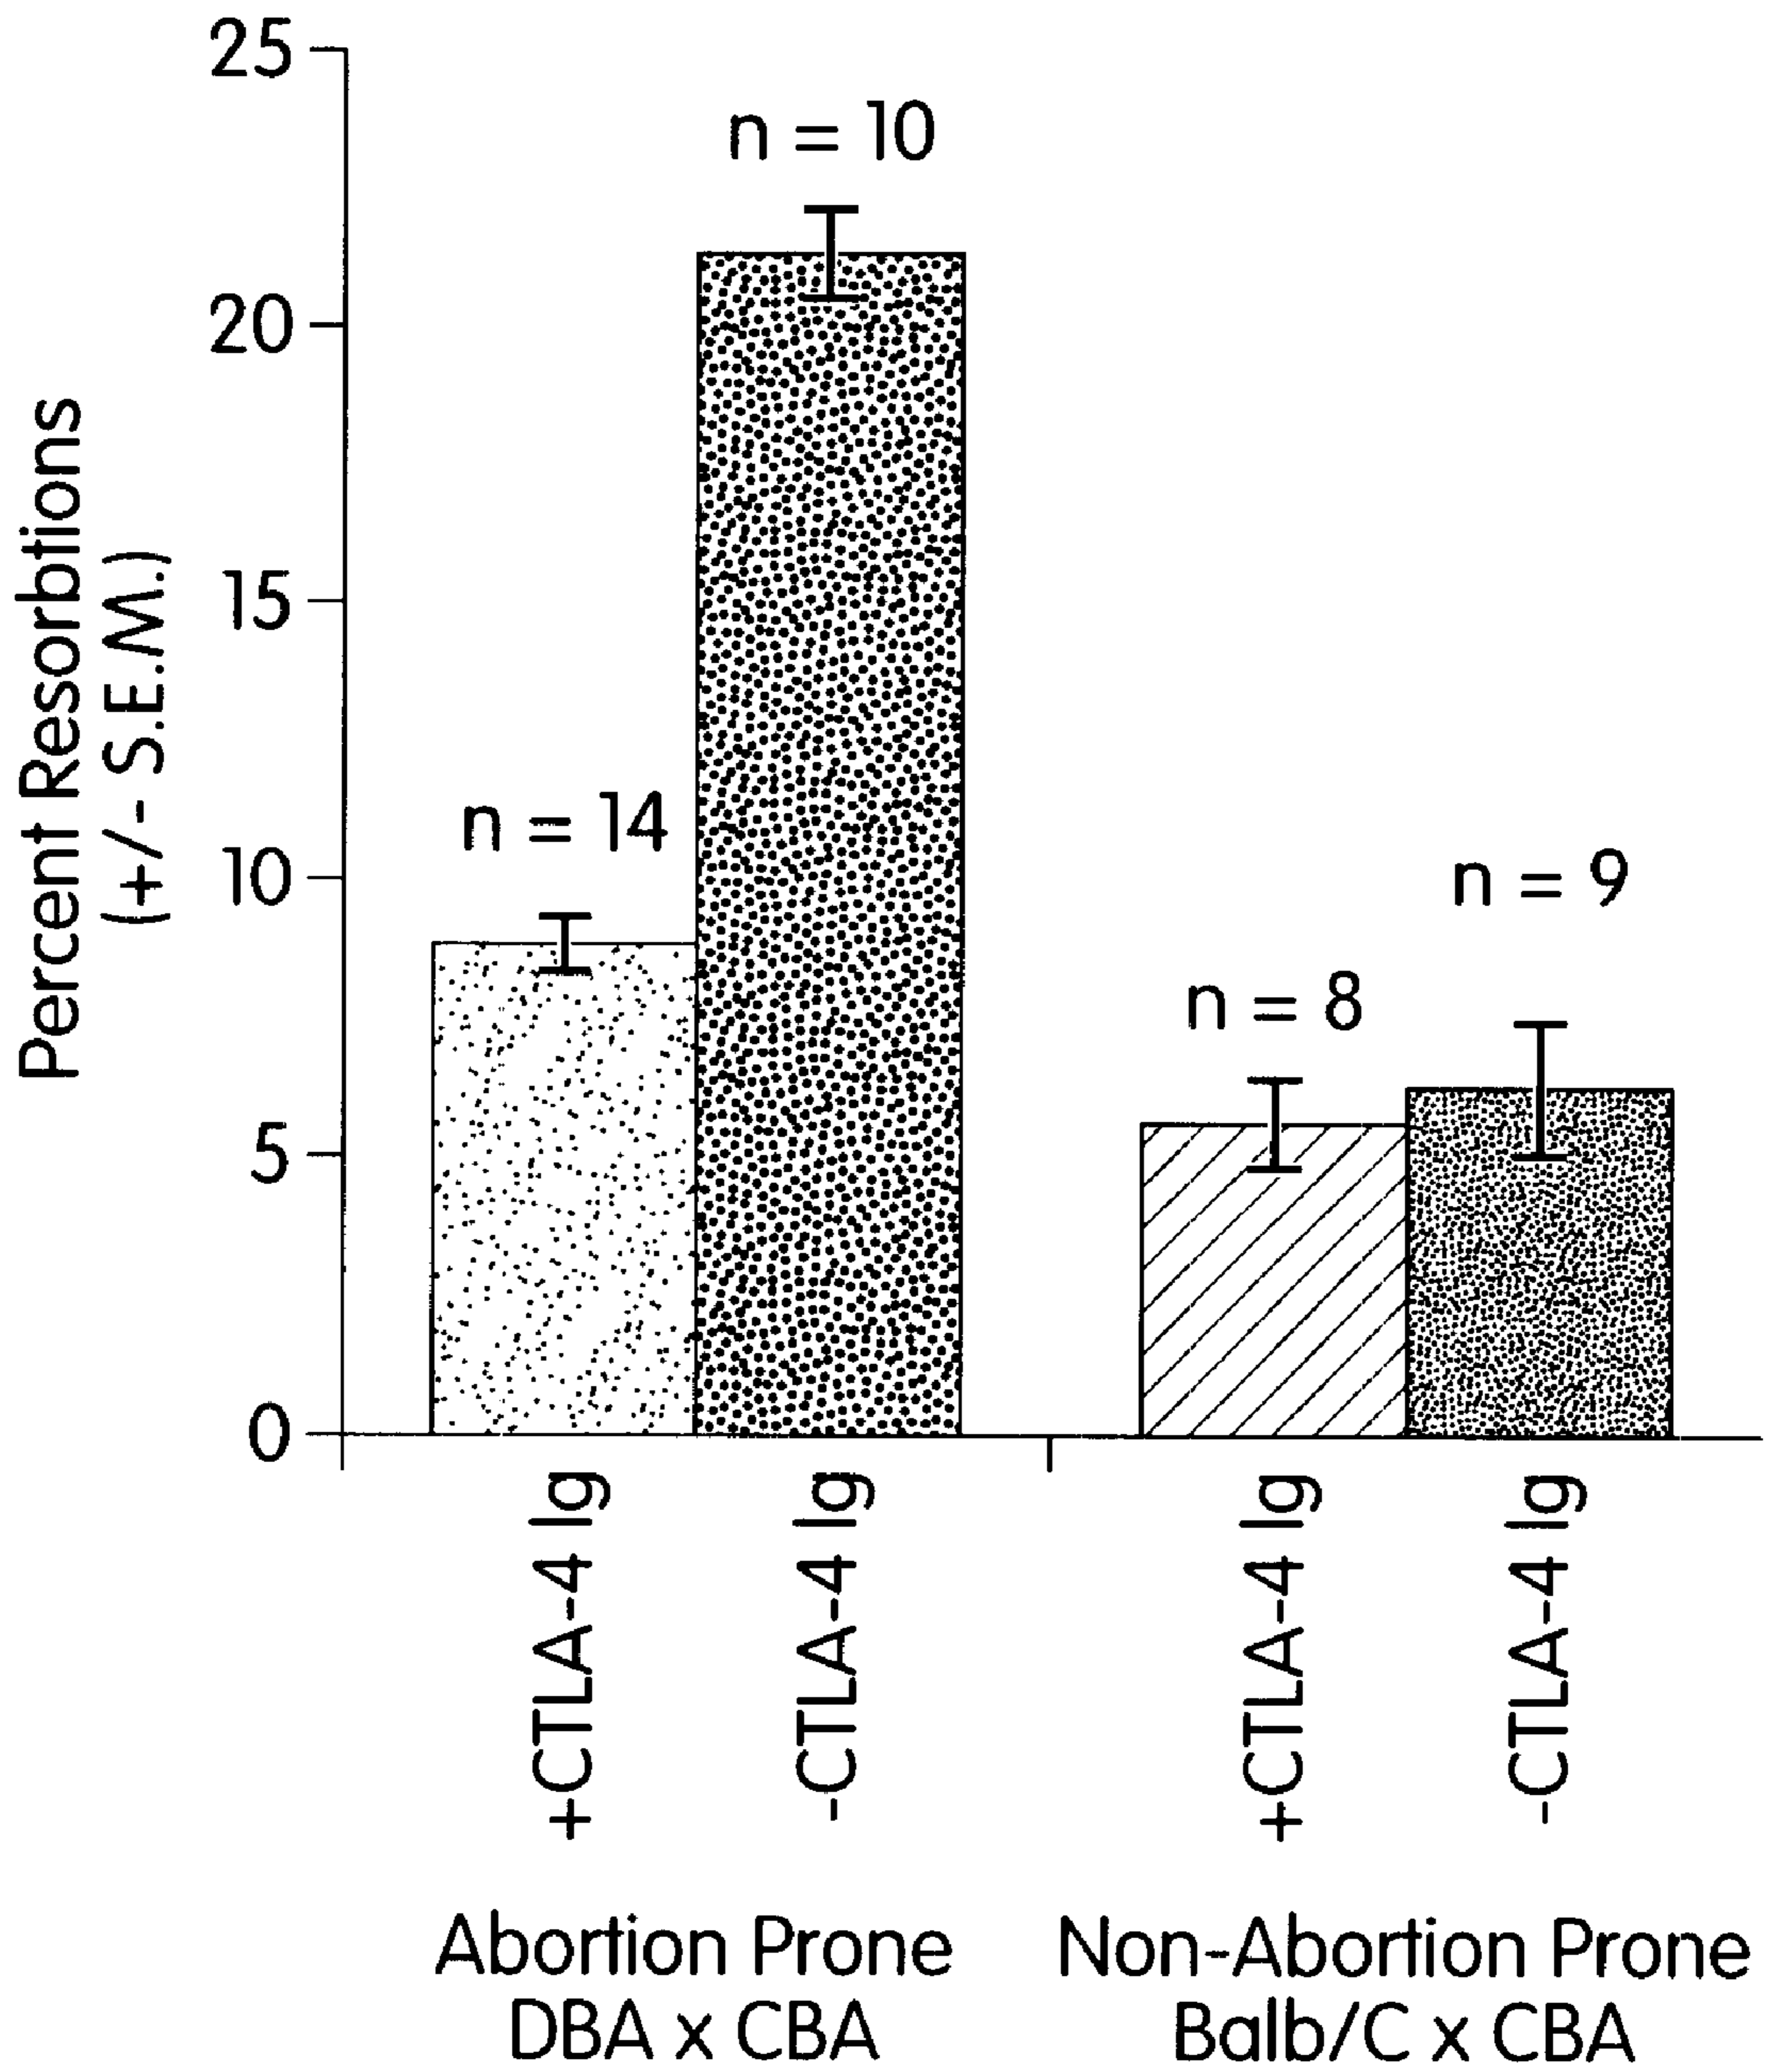 Percent Resorbtions
(+/- S.E.M.)
25
20
15
10
5
0
n = 14
n = 10
n = 8
n = 9
+CTLA-4 Ig
-CTLA-4 Ig
+CTLA-4 Ig
-CTLA-4 Ig
Abortion Prone
DBA x CBA
Non-Abortion Prone
Balb/C x CBA